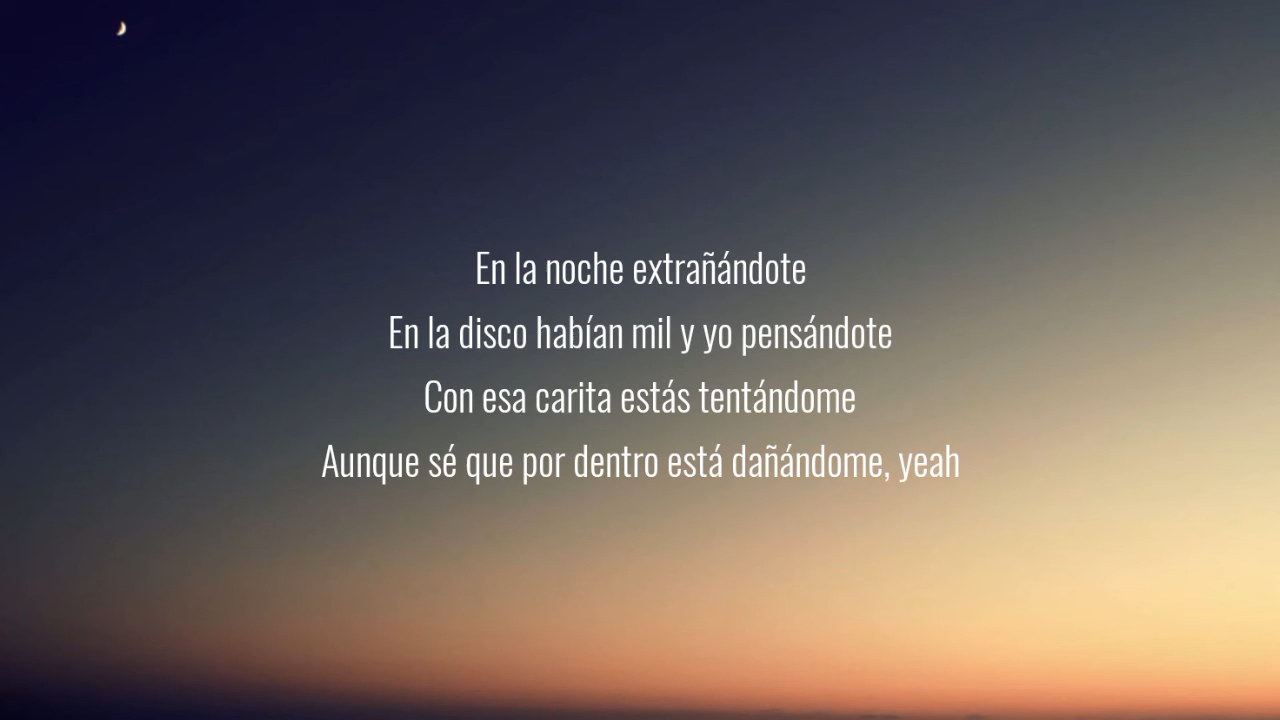 En la noche extrañándote
En la disco habían mil y yo pensándote
Con esa carita estás tentándome
Aunque sé que por dentro está dañándome, yeah